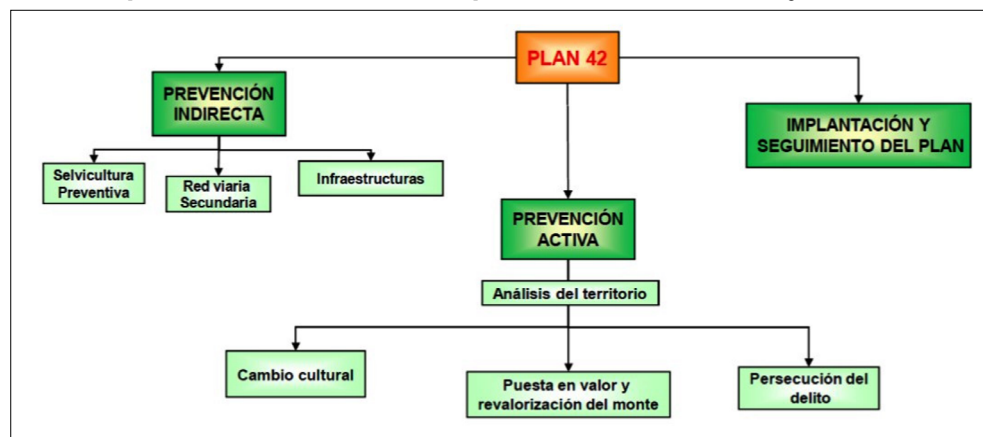 PLAN 42
PREVENCIÓN
INDIRECTA
IMPLANTACIÓN Y
SEGUIMIENTO DEL PLAN
Selvicultura
Preventiva
Red viaria
Secundaria
Infraestructuras
PREVENCIÓN
ACTIVA
Análisis del territorio
Cambio cultural
Puesta en valor y
revalorización del monte
Persecución del
delito